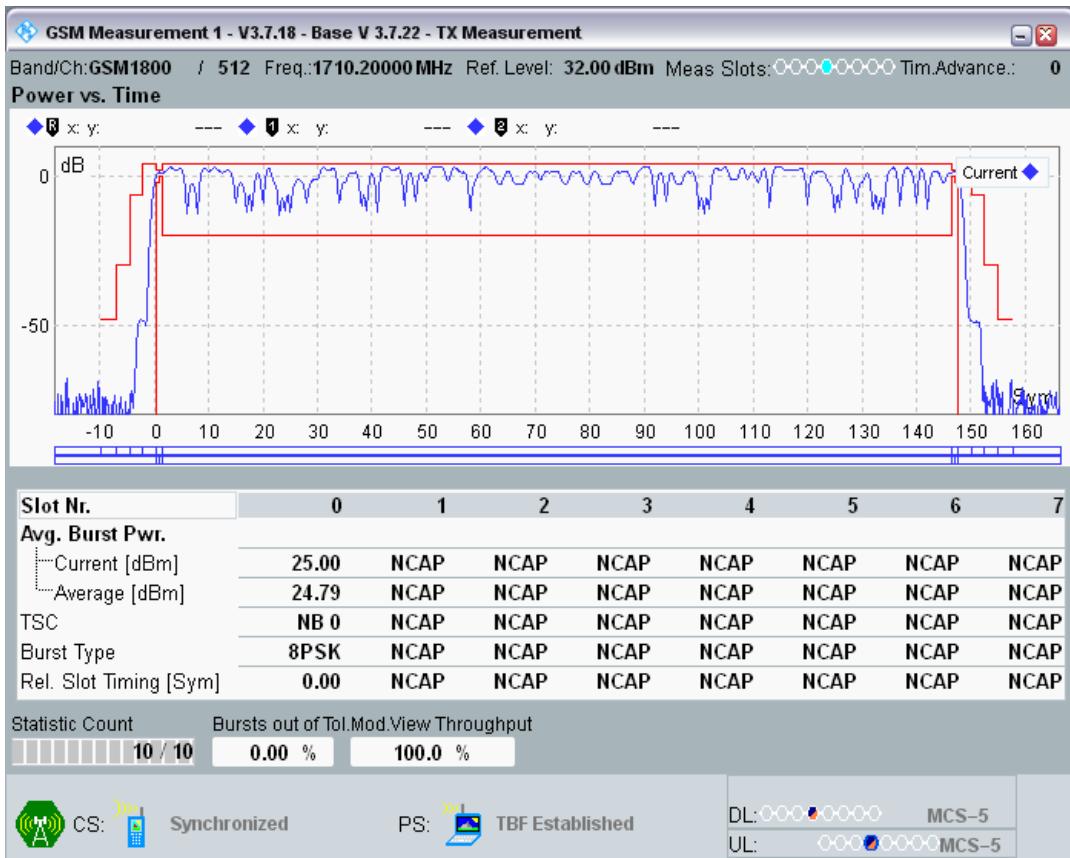 GSM Measurement 1 - V3.7.18 - Base V 3.7.22 - TX Measurement
Band/Ch:GSM1800 / 512 Freq.:1710.20000 MHz Ref. Level: 32.00 dBm Meas Slots: Tim.Advance.: 0
Power vs. Time
R x: y: --- 1 x: y: --- 2 x: y: ---
dB
Current
0
-50
Sym
-10 0 10 20 30 40 50 60 70 80 90 100 110 120 130 140 150 160
Slot Nr. 0 1 2 3 4 5 6 7
Avg. Burst Pwr.
Current [dBm] 25.00 NCAP NCAP NCAP NCAP NCAP NCAP NCAP
Average [dBm] 24.79 NCAP NCAP NCAP NCAP NCAP NCAP NCAP
TSC NB 0 NCAP NCAP NCAP NCAP NCAP NCAP NCAP
Burst Type 8PSK NCAP NCAP NCAP NCAP NCAP NCAP NCAP
Rel. Slot Timing [Sym] 0.00 NCAP NCAP NCAP NCAP NCAP NCAP NCAP
Statistic Count Bursts out of Tol.Mod.View Throughput
10 / 10 0.00 % 100.0 %
CS: Synchronized PS: TBF Established
DL: MCS-5
UL: MCS-5